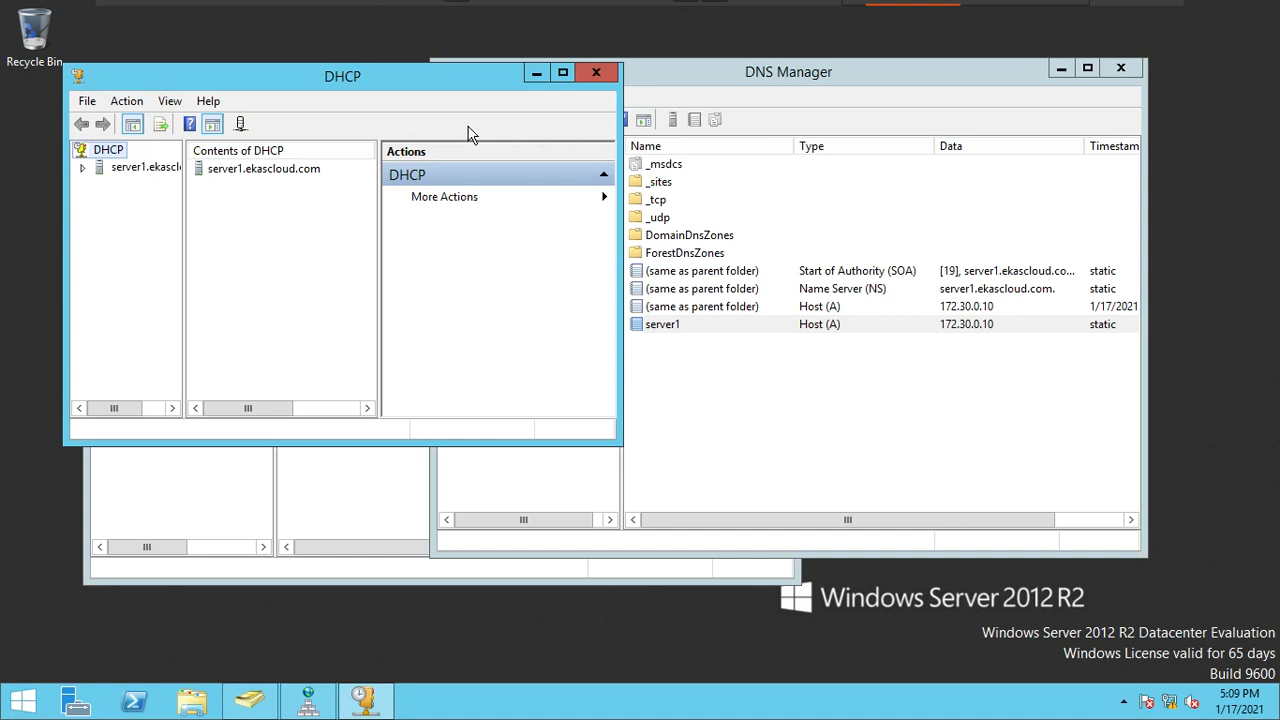 Recycle Bin
DHCP
File Action View Help
DHCP
server1.ekascl
Contents of DHCP
server1.ekascloud.com
Actions
DHCP
More Actions
DNS Manager
Name Type Data Timestam
_msdcs
_sites
_tcp
_udp
DomainDnsZones
ForestDnsZones
(same as parent folder) Start of Authority (SOA) [19], server1.ekascloud.co... static
(same as parent folder) Name Server (NS) server1.ekascloud.com. static
(same as parent folder) Host (A) 172.30.0.10 1/17/2021
server1 Host (A) 172.30.0.10 static
Windows Server 2012 R2
Windows Server 2012 R2 Datacenter Evaluation
Windows License valid for 65 days
Build 9600
5:09 PM
1/17/2021